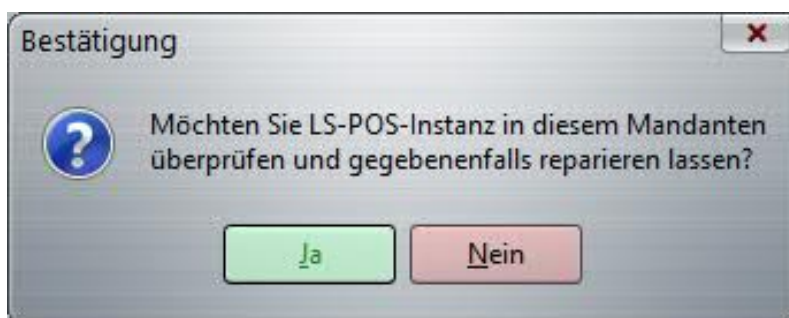 Bestätigung
Möchten Sie LS-POS-Instanz in diesem Mandanten
überprüfen und gegebenenfalls reparieren lassen?
Ja
Nein